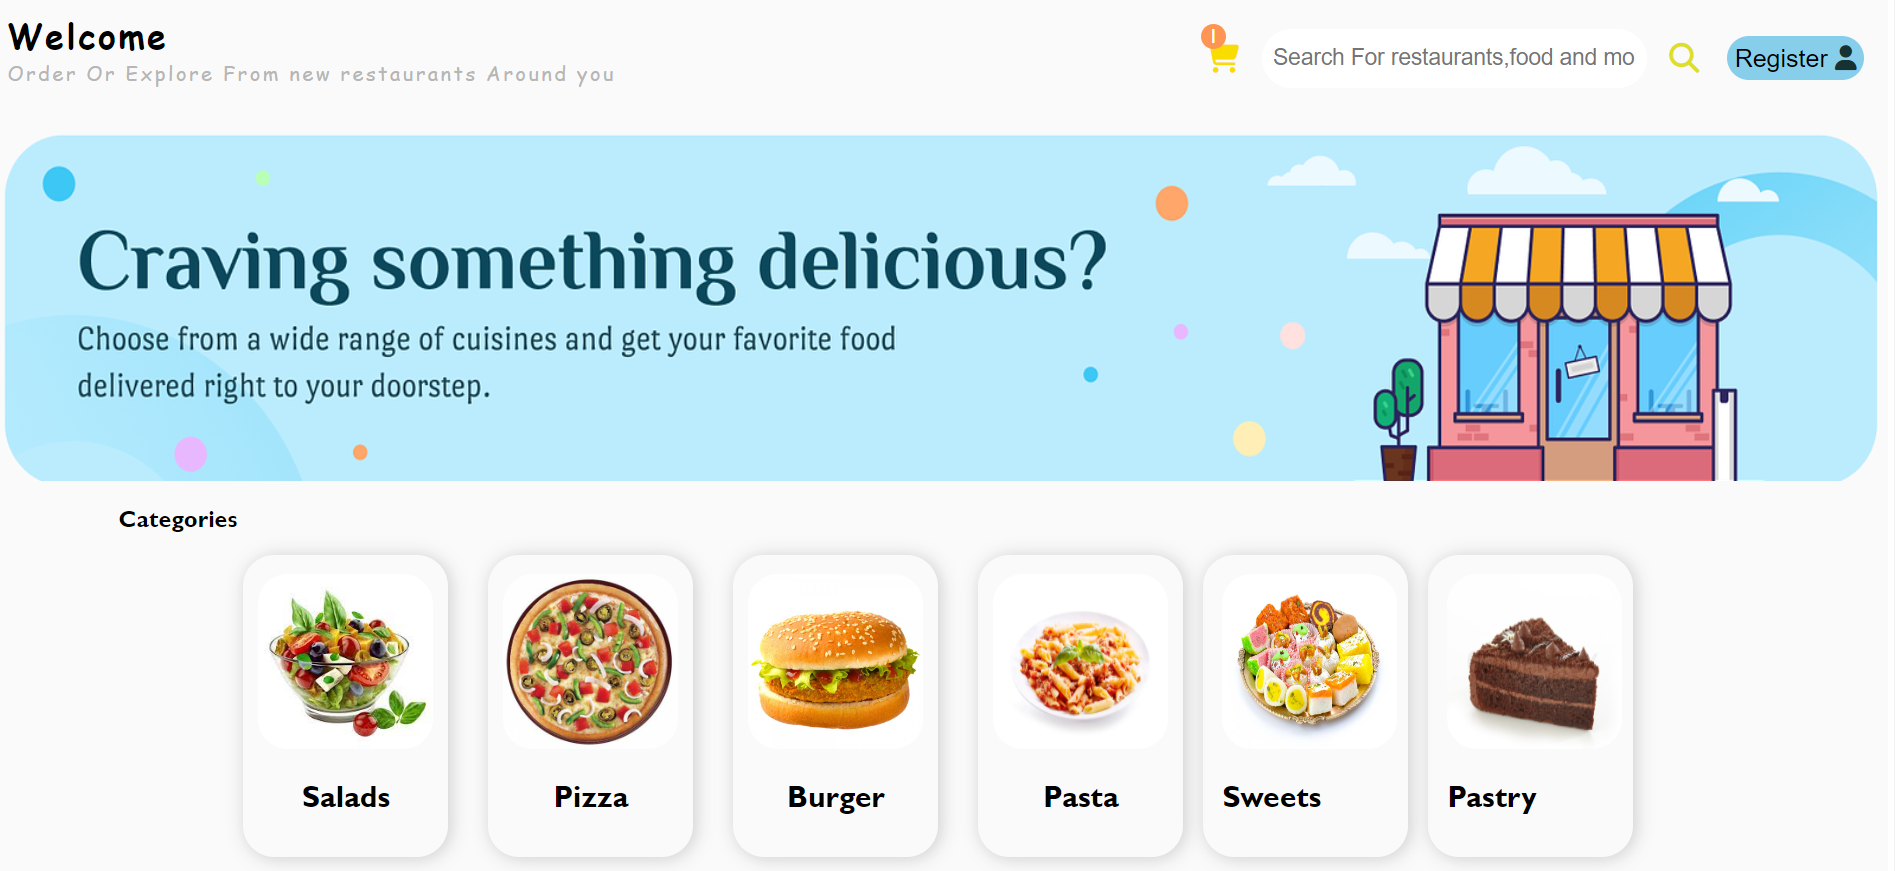 Welcome
Order Or Explore From new restaurants Around you
1
Search For restaurants,food and mo
Register
Craving something delicious?
Choose from a wide range of cuisines and get your favorite food
delivered right to your doorstep.
Categories
Salads
Pizza
Burger
Pasta
Sweets
Pastry